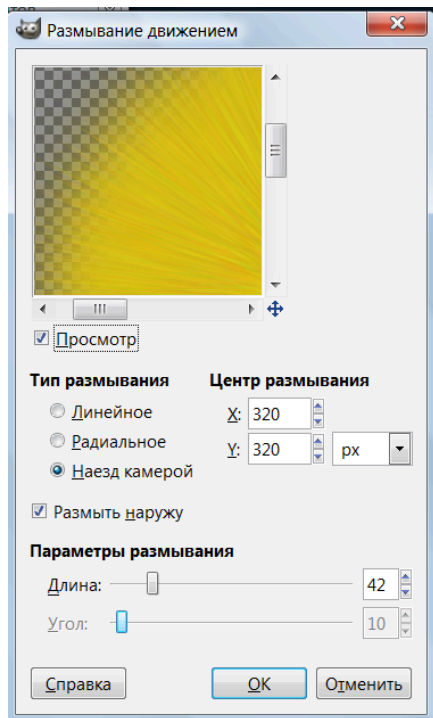 Размывание движением
Просмотр
Тип размывания
Центр размывания
Линейное
X: 320
Радиальное
Y: 320 px
Наезд камерой
Размыть наружу
Параметры размывания
Длина: 42
Угол: 10
Справка
OK
Отменить